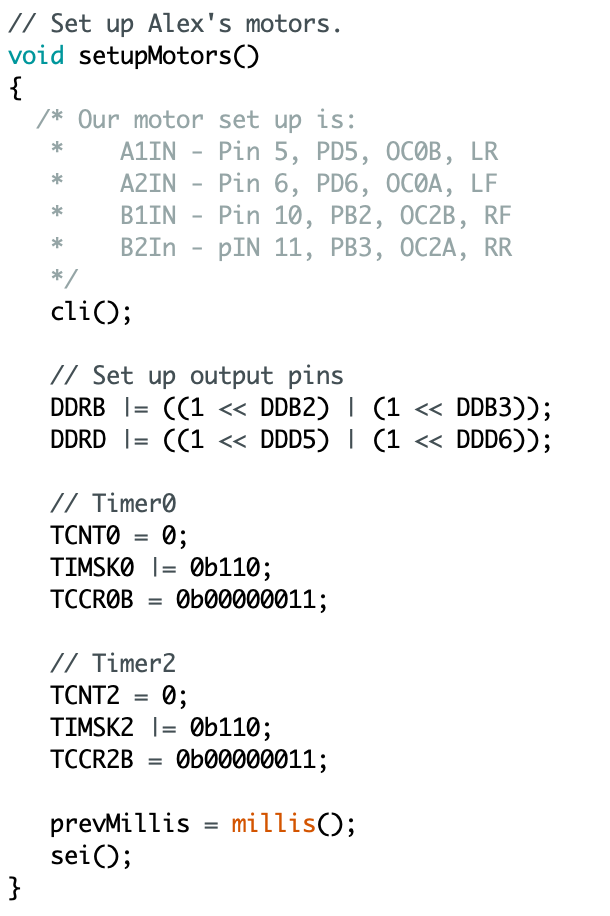 // Set up Alex's motors.
void setupMotors()
{
  /* Our motor set up is:
   *    A1IN - Pin 5, PD5, OC0B, LR
   *    A2IN - Pin 6, PD6, OC0A, LF
   *    B1IN - Pin 10, PB2, OC2B, RF
   *    B2In - pIN 11, PB3, OC2A, RR
   */
   cli();

   // Set up output pins
   DDRB |= ((1 << DDB2) | (1 << DDB3));
   DDRD |= ((1 << DDD5) | (1 << DDD6));

   // Timer0
   TCNT0 = 0;
   TIMSK0 |= 0b110;
   TCCR0B = 0b00000011;

   // Timer2
   TCNT2 = 0;
   TIMSK2 |= 0b110;
   TCCR2B = 0b00000011;

   prevMillis = millis();
   sei();
}